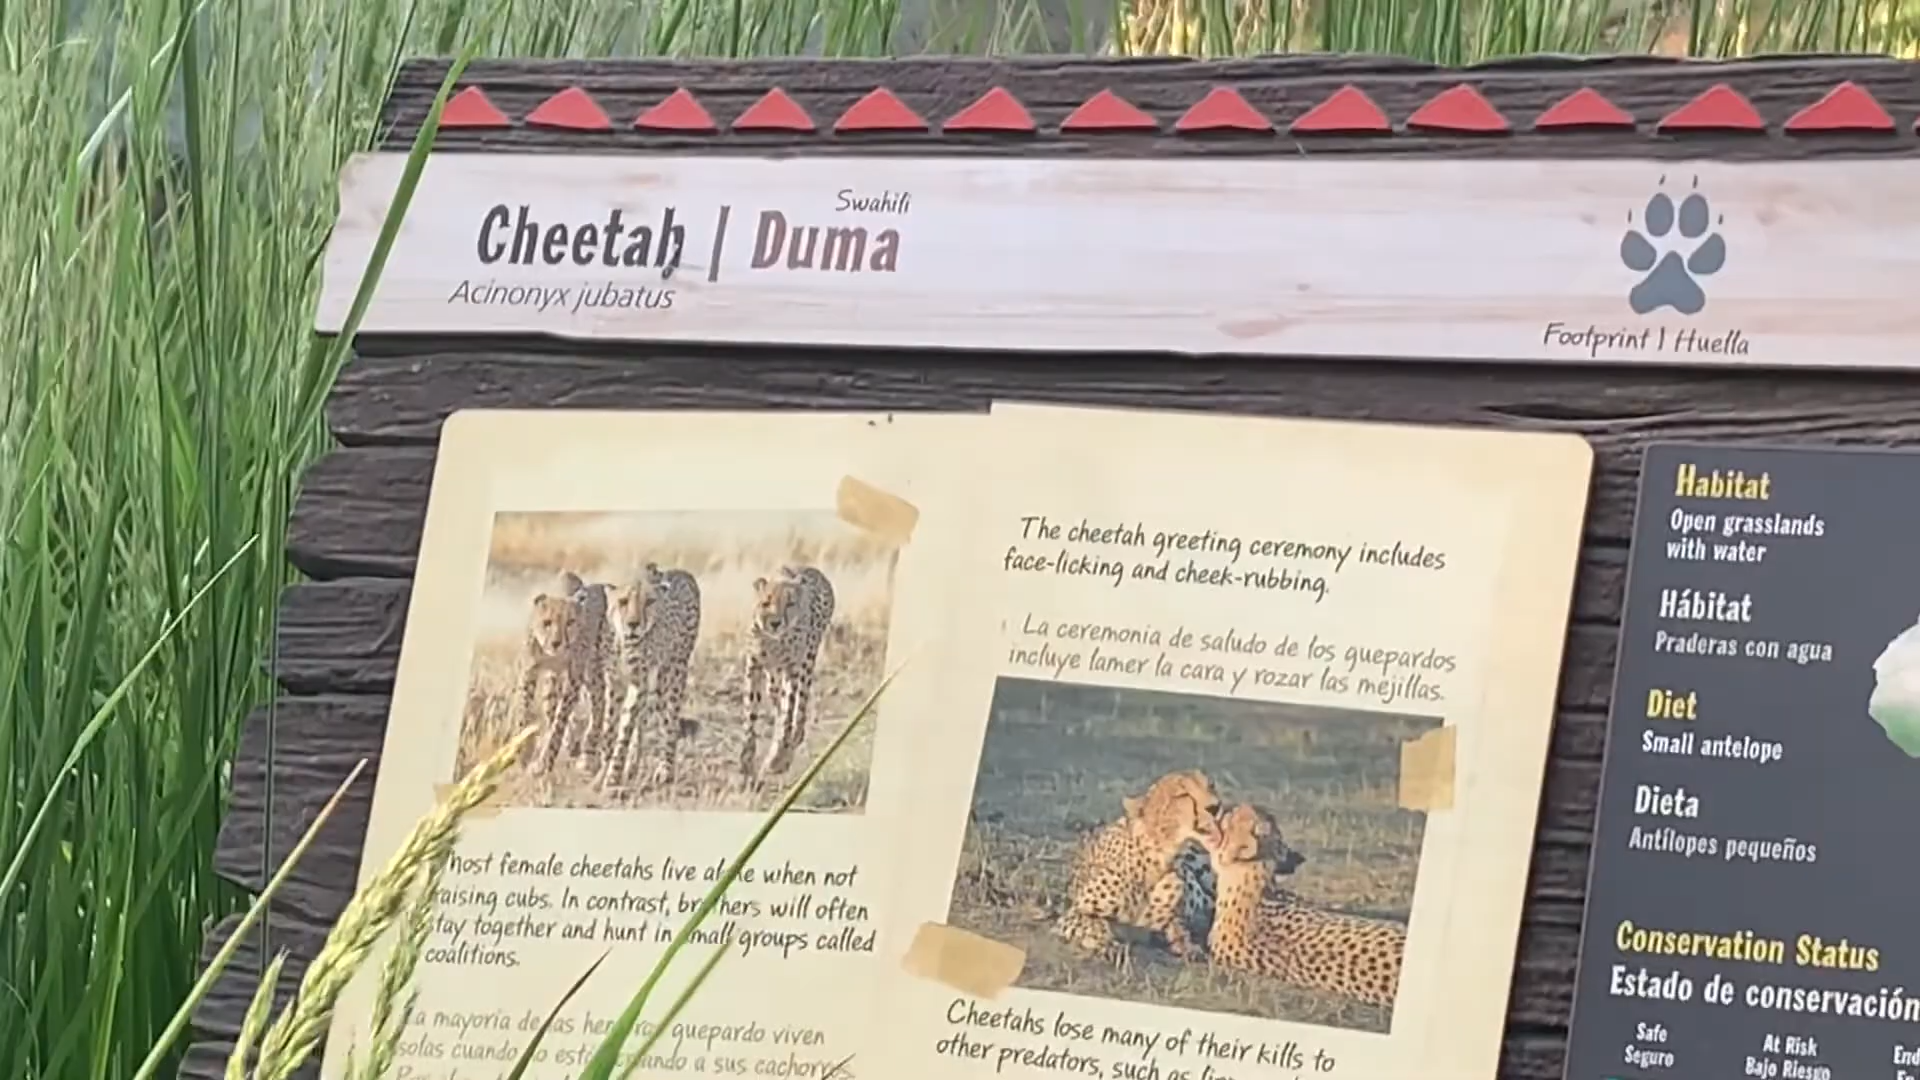 Swahili
Cheetah | Duma
Acinonyx jubatus
Footprint | Huella
The cheetah greeting ceremony includes
face-licking and cheek-rubbing.
La ceremonia de saludo de los guepardos
incluye lamer la cara y rozar las mejillas.
Most female cheetahs live alone when not
raising cubs. In contrast, brothers will often
stay together and hunt in small groups called
coalitions.
La mayoría de las hembras guepardo viven
solas cuando no están criando a sus cachorros
Cheetahs lose many of their kills to
other predators, such as
Habitat
Open grasslands
with water
Hábitat
Praderas con agua
Diet
Small antelope
Dieta
Antílopes pequeños
Conservation Status
Estado de conservación
Safe
Seguro
At Risk
Bajo Riesgo